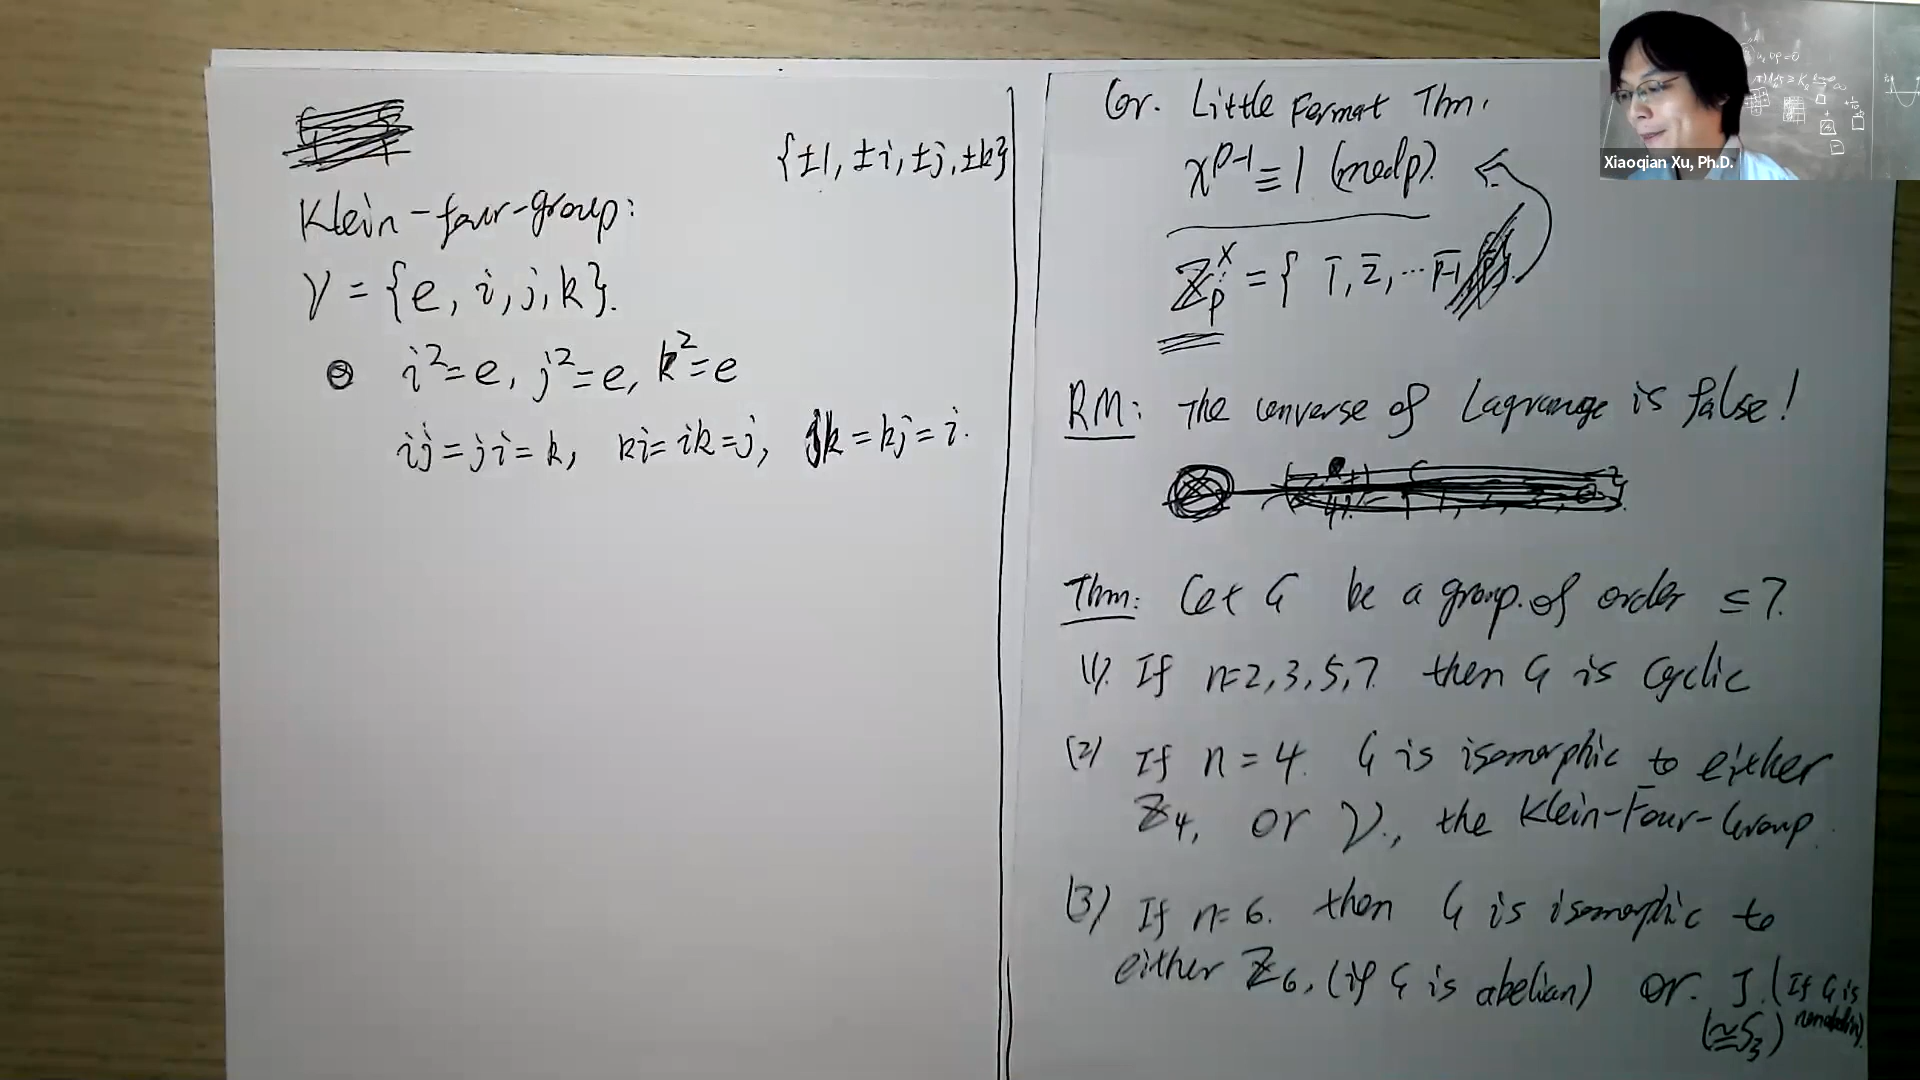 {±1, ±i, ±j, ±k}
Klein-four-group:
V = {e, i, j, k}.
i²=e, j²=e, k²=e
ij=ji=k, ki=ik=j, jk=kj=i.
Cor. Little Fermat Thm.
x^{p-1} ≡ 1 (mod p).
ℤ_p^× = { 1̄, 2̄, ... p̄-1̄
RM: The converse of Lagrange is false!
Thm: Let G be a group. of order ≤ 7.
(1). If n=2,3,5,7. then G is cyclic
(2) If n = 4. G is isomorphic to either
ℤ₄, or V., the Klein-Four-Group.
(3) If n=6. then G is isomorphic to
either ℤ₆, (if G is abelian) or. J. (If G is
(≅S₃) nonabelian)
Xiaoqian Xu, Ph.D.